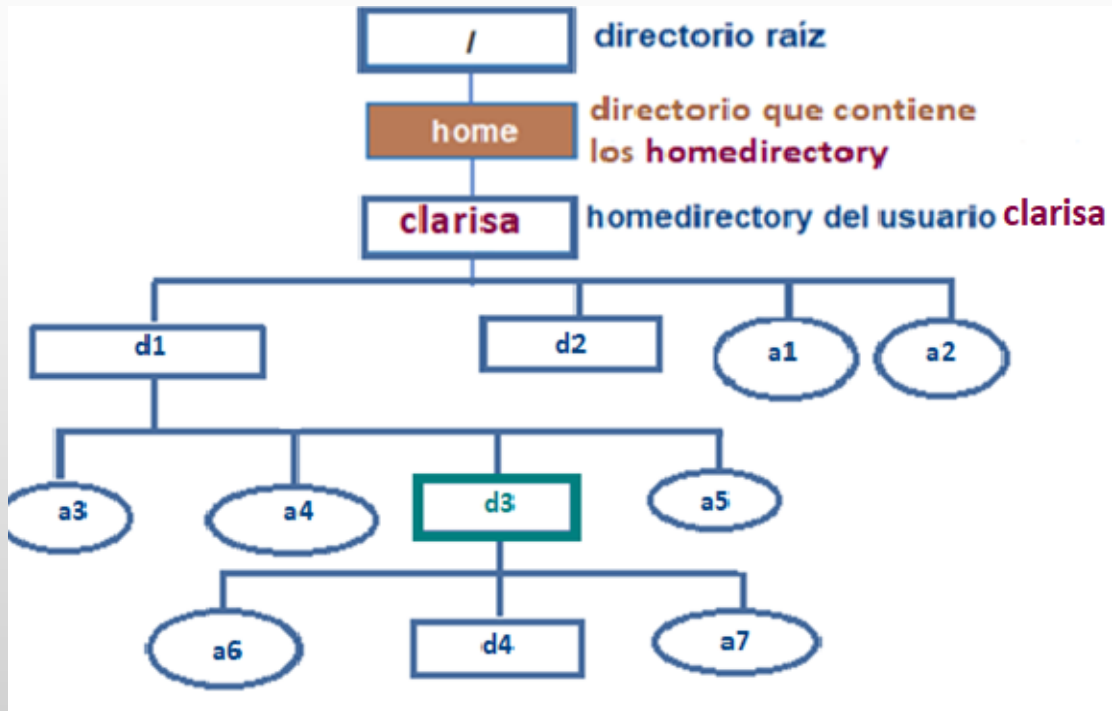 /
directorio raíz
home
directorio que contiene
los homedirectory
clarisa
homedirectory del usuario clarisa
d1
d2
a1
a2
a3
a4
d3
a5
a6
d4
a7